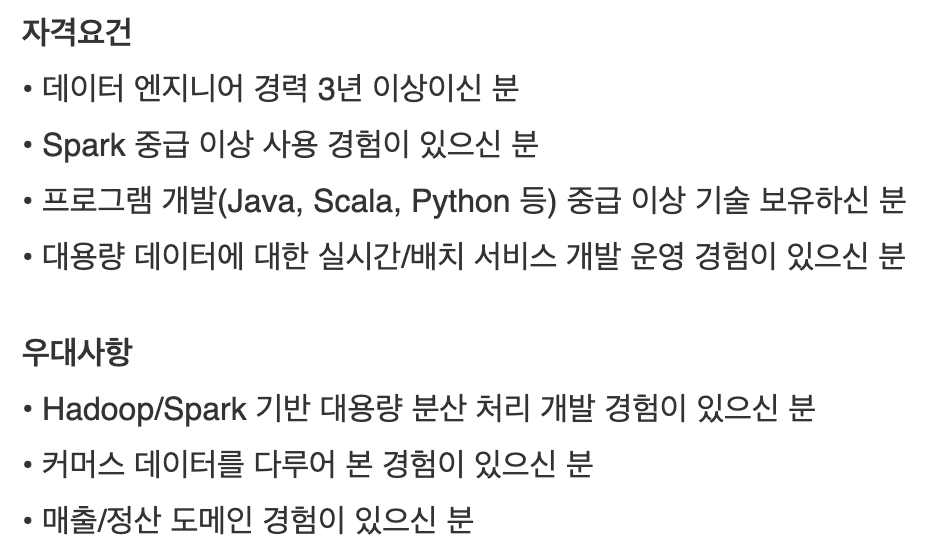 자격요건
• 데이터 엔지니어 경력 3년 이상이신 분
• Spark 중급 이상 사용 경험이 있으신 분
• 프로그램 개발(Java, Scala, Python 등) 중급 이상 기술 보유하신 분
• 대용량 데이터에 대한 실시간/배치 서비스 개발 운영 경험이 있으신 분
우대사항
• Hadoop/Spark 기반 대용량 분산 처리 개발 경험이 있으신 분
• 커머스 데이터를 다루어 본 경험이 있으신 분
• 매출/정산 도메인 경험이 있으신 분